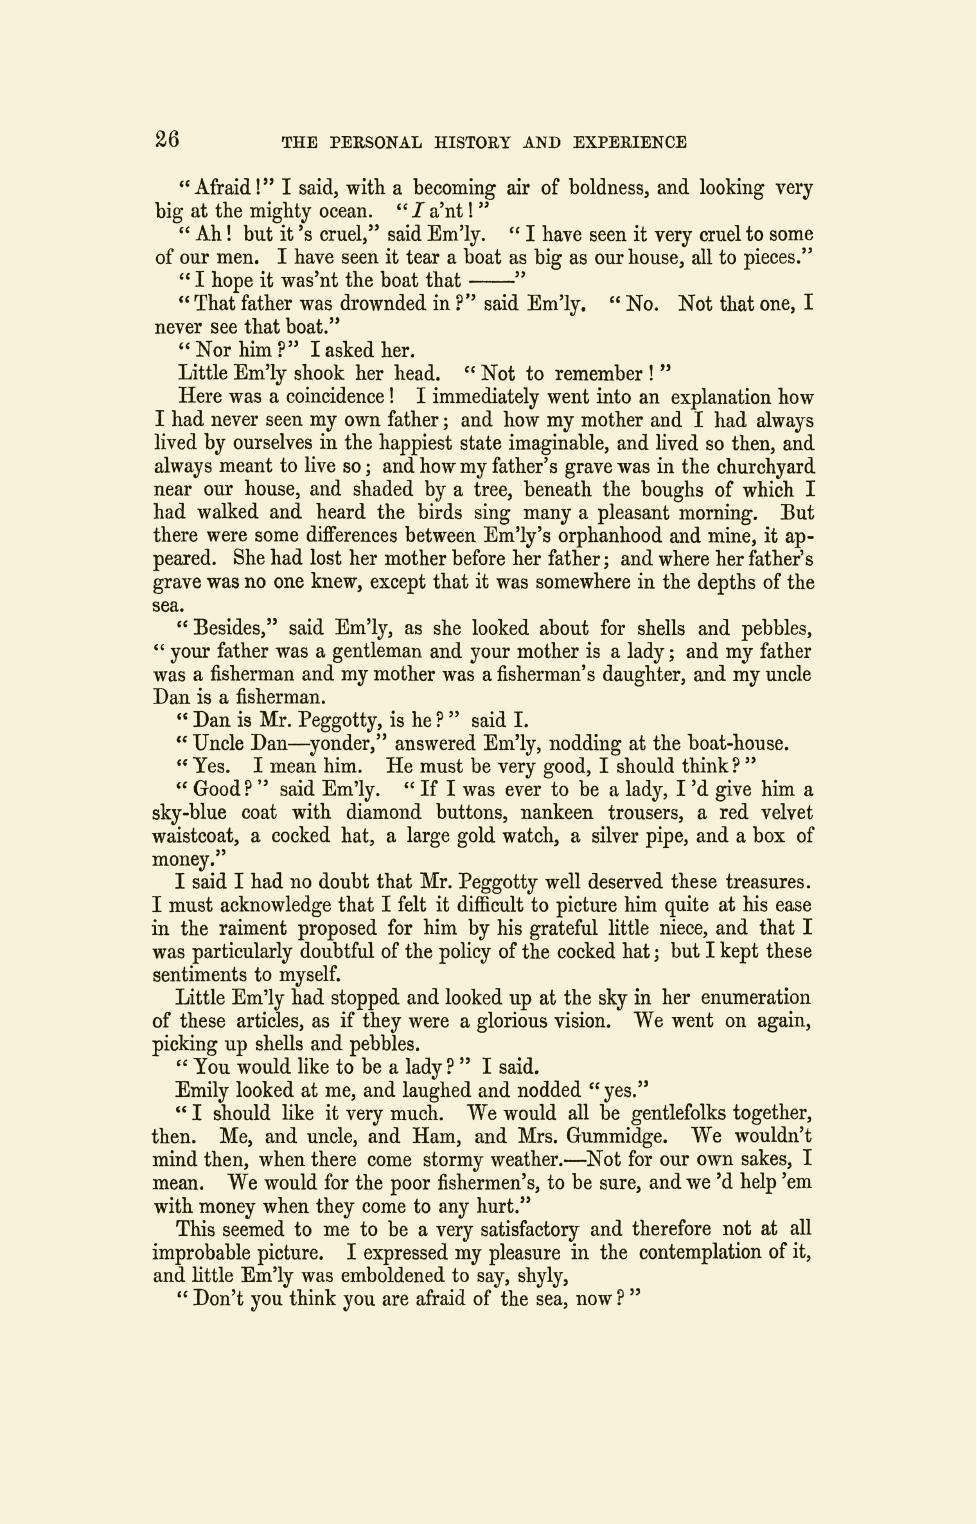 26 THE PERSONAL HISTORY AND EXPERIENCE
“Afraid!” I said, with a becoming air of boldness, and looking very
big at the mighty ocean. “I a'nt!”
“Ah! but it 's cruel,” said Em'ly. “I have seen it very cruel to some
of our men. I have seen it tear a boat as big as our house, all to pieces.”
“I hope it was'nt the boat that ——”
“That father was drownded in?” said Em'ly. “No. Not that one, I
never see that boat.”
“Nor him?” I asked her.
Little Em'ly shook her head. “Not to remember!”
Here was a coincidence! I immediately went into an explanation how
I had never seen my own father; and how my mother and I had always
lived by ourselves in the happiest state imaginable, and lived so then, and
always meant to live so; and how my father's grave was in the churchyard
near our house, and shaded by a tree, beneath the boughs of which I
had walked and heard the birds sing many a pleasant morning. But
there were some differences between Em'ly's orphanhood and mine, it ap-
peared. She had lost her mother before her father; and where her father's
grave was no one knew, except that it was somewhere in the depths of the
sea.
“Besides,” said Em'ly, as she looked about for shells and pebbles,
“your father was a gentleman and your mother is a lady; and my father
was a fisherman and my mother was a fisherman's daughter, and my uncle
Dan is a fisherman.
“Dan is Mr. Peggotty, is he?” said I.
“Uncle Dan—yonder,” answered Em'ly, nodding at the boat-house.
“Yes. I mean him. He must be very good, I should think?”
“Good?” said Em'ly. “If I was ever to be a lady, I 'd give him a
sky-blue coat with diamond buttons, nankeen trousers, a red velvet
waistcoat, a cocked hat, a large gold watch, a silver pipe, and a box of
money.”
I said I had no doubt that Mr. Peggotty well deserved these treasures.
I must acknowledge that I felt it difficult to picture him quite at his ease
in the raiment proposed for him by his grateful little niece, and that I
was particularly doubtful of the policy of the cocked hat; but I kept these
sentiments to myself.
Little Em'ly had stopped and looked up at the sky in her enumeration
of these articles, as if they were a glorious vision. We went on again,
picking up shells and pebbles.
“You would like to be a lady?” I said.
Emily looked at me, and laughed and nodded “yes.”
“I should like it very much. We would all be gentlefolks together,
then. Me, and uncle, and Ham, and Mrs. Gummidge. We wouldn't
mind then, when there come stormy weather.—Not for our own sakes, I
mean. We would for the poor fishermen's, to be sure, and we 'd help 'em
with money when they come to any hurt.”
This seemed to me to be a very satisfactory and therefore not at all
improbable picture. I expressed my pleasure in the contemplation of it,
and little Em'ly was emboldened to say, shyly,
“Don't you think you are afraid of the sea, now?”